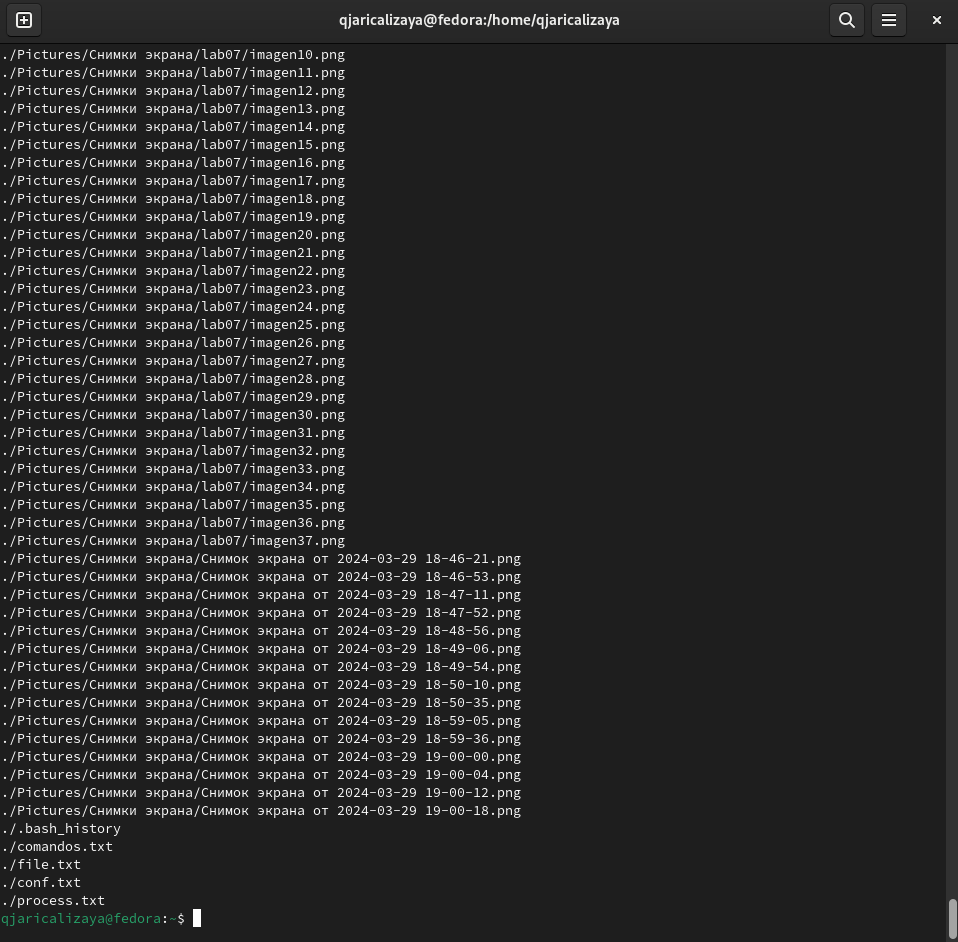 qjaricalizaya@fedora:/home/qjaricalizaya
./Pictures/Снимки экрана/lab07/imagen10.png
./Pictures/Снимки экрана/lab07/imagen11.png
./Pictures/Снимки экрана/lab07/imagen12.png
./Pictures/Снимки экрана/lab07/imagen13.png
./Pictures/Снимки экрана/lab07/imagen14.png
./Pictures/Снимки экрана/lab07/imagen15.png
./Pictures/Снимки экрана/lab07/imagen16.png
./Pictures/Снимки экрана/lab07/imagen17.png
./Pictures/Снимки экрана/lab07/imagen18.png
./Pictures/Снимки экрана/lab07/imagen19.png
./Pictures/Снимки экрана/lab07/imagen20.png
./Pictures/Снимки экрана/lab07/imagen21.png
./Pictures/Снимки экрана/lab07/imagen22.png
./Pictures/Снимки экрана/lab07/imagen23.png
./Pictures/Снимки экрана/lab07/imagen24.png
./Pictures/Снимки экрана/lab07/imagen25.png
./Pictures/Снимки экрана/lab07/imagen26.png
./Pictures/Снимки экрана/lab07/imagen27.png
./Pictures/Снимки экрана/lab07/imagen28.png
./Pictures/Снимки экрана/lab07/imagen29.png
./Pictures/Снимки экрана/lab07/imagen30.png
./Pictures/Снимки экрана/lab07/imagen31.png
./Pictures/Снимки экрана/lab07/imagen32.png
./Pictures/Снимки экрана/lab07/imagen33.png
./Pictures/Снимки экрана/lab07/imagen34.png
./Pictures/Снимки экрана/lab07/imagen35.png
./Pictures/Снимки экрана/lab07/imagen36.png
./Pictures/Снимки экрана/lab07/imagen37.png
./Pictures/Снимки экрана/Снимок экрана от 2024-03-29 18-46-21.png
./Pictures/Снимки экрана/Снимок экрана от 2024-03-29 18-46-53.png
./Pictures/Снимки экрана/Снимок экрана от 2024-03-29 18-47-11.png
./Pictures/Снимки экрана/Снимок экрана от 2024-03-29 18-47-52.png
./Pictures/Снимки экрана/Снимок экрана от 2024-03-29 18-48-56.png
./Pictures/Снимки экрана/Снимок экрана от 2024-03-29 18-49-06.png
./Pictures/Снимки экрана/Снимок экрана от 2024-03-29 18-49-54.png
./Pictures/Снимки экрана/Снимок экрана от 2024-03-29 18-50-10.png
./Pictures/Снимки экрана/Снимок экрана от 2024-03-29 18-50-35.png
./Pictures/Снимки экрана/Снимок экрана от 2024-03-29 18-59-05.png
./Pictures/Снимки экрана/Снимок экрана от 2024-03-29 18-59-36.png
./Pictures/Снимки экрана/Снимок экрана от 2024-03-29 19-00-00.png
./Pictures/Снимки экрана/Снимок экрана от 2024-03-29 19-00-04.png
./Pictures/Снимки экрана/Снимок экрана от 2024-03-29 19-00-12.png
./Pictures/Снимки экрана/Снимок экрана от 2024-03-29 19-00-18.png
./.bash_history
./comandos.txt
./file.txt
./conf.txt
./process.txt
qjaricalizaya@fedora:~$